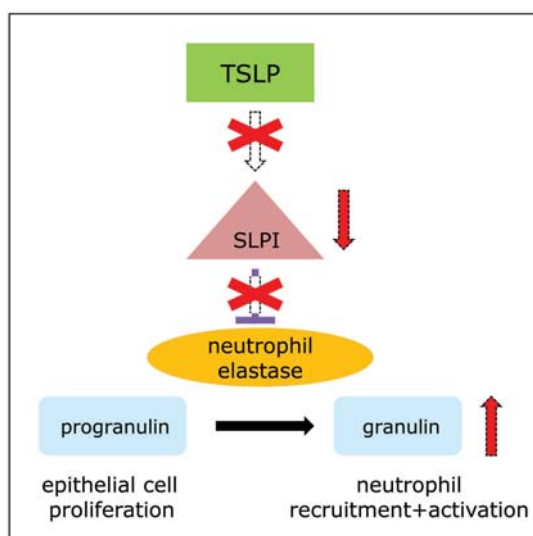 TSLP
SLPI
neutrophil
elastase
progranulin
granulin
epithelial cell
proliferation
neutrophil
recruitment+activation